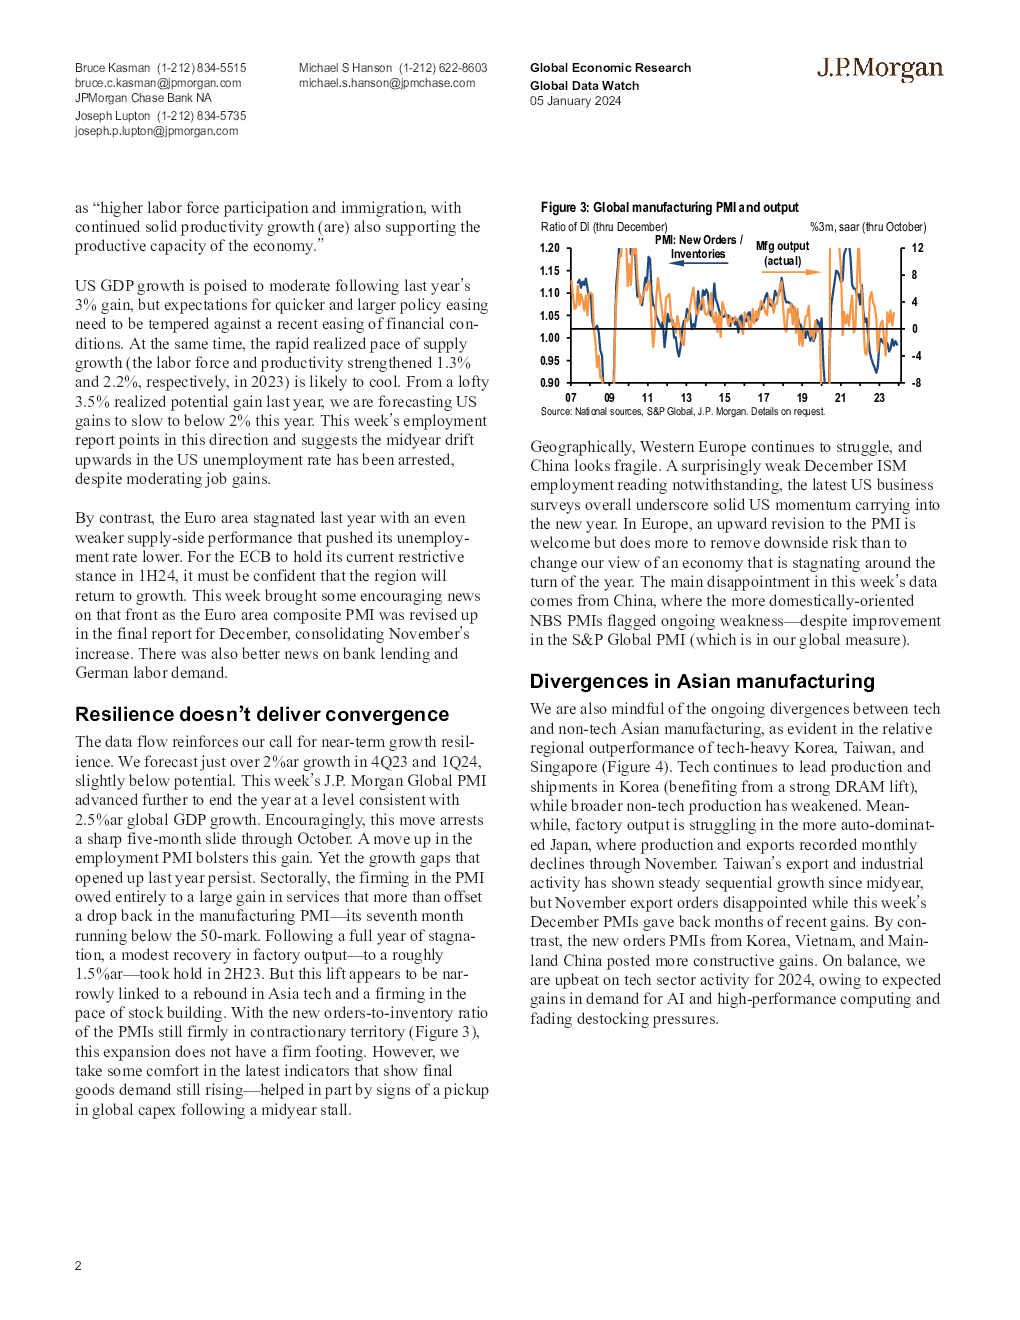 Bruce Kasman (1-212) 834-5515
bruce.c.kasman@jpmorgan.com
JPMorgan Chase Bank NA
Joseph Lupton (1-212) 834-5735
joseph.p.lupton@jpmorgan.com
Michael S Hanson (1-212) 622-8603
michael.s.hanson@jpmchase.com
Global Economic Research
Global Data Watch
05 January 2024
J.P.Morgan
as “higher labor force participation and immigration, with
continued solid productivity growth (are) also supporting the
productive capacity of the economy.”
US GDP growth is poised to moderate following last year’s
3% gain, but expectations for quicker and larger policy easing
need to be tempered against a recent easing of financial con-
ditions. At the same time, the rapid realized pace of supply
growth (the labor force and productivity strengthened 1.3%
and 2.2%, respectively, in 2023) is likely to cool. From a lofty
3.5% realized potential gain last year, we are forecasting US
gains to slow to below 2% this year. This week’s employment
report points in this direction and suggests the midyear drift
upwards in the US unemployment rate has been arrested,
despite moderating job gains.
By contrast, the Euro area stagnated last year with an even
weaker supply-side performance that pushed its unemploy-
ment rate lower. For the ECB to hold its current restrictive
stance in 1H24, it must be confident that the region will
return to growth. This week brought some encouraging news
on that front as the Euro area composite PMI was revised up
in the final report for December, consolidating November’s
increase. There was also better news on bank lending and
German labor demand.
Resilience doesn’t deliver convergence
The data flow reinforces our call for near-term growth resil-
ience. We forecast just over 2%ar growth in 4Q23 and 1Q24,
slightly below potential. This week’s J.P. Morgan Global PMI
advanced further to end the year at a level consistent with
2.5%ar global GDP growth. Encouragingly, this move arrests
a sharp five-month slide through October. A move up in the
employment PMI bolsters this gain. Yet the growth gaps that
opened up last year persist. Sectorally, the firming in the PMI
owed entirely to a large gain in services that more than offset
a drop back in the manufacturing PMI—its seventh month
running below the 50-mark. Following a full year of stagna-
tion, a modest recovery in factory output—to a roughly
1.5%ar—took hold in 2H23. But this lift appears to be nar-
rowly linked to a rebound in Asia tech and a firming in the
pace of stock building. With the new orders-to-inventory ratio
of the PMIs still firmly in contractionary territory (Figure 3),
this expansion does not have a firm footing. However, we
take some comfort in the latest indicators that show final
goods demand still rising—helped in part by signs of a pickup
in global capex following a midyear stall.
Figure 3: Global manufacturing PMI and output
Ratio of DI (thru December) %3m, saar (thru October)
PMI: New Orders /
Inventories
Mfg output
(actual)
1.20 12
1.15 8
1.10 4
1.05 0
1.00 -4
0.95 -8
0.90
07 09 11 13 15 17 19 21 23
Source: National sources, S&P Global, J.P. Morgan. Details on request.
Geographically, Western Europe continues to struggle, and
China looks fragile. A surprisingly weak December ISM
employment reading notwithstanding, the latest US business
surveys overall underscore solid US momentum carrying into
the new year. In Europe, an upward revision to the PMI is
welcome but does more to remove downside risk than to
change our view of an economy that is stagnating around the
turn of the year. The main disappointment in this week’s data
comes from China, where the more domestically-oriented
NBS PMIs flagged ongoing weakness—despite improvement
in the S&P Global PMI (which is in our global measure).
Divergences in Asian manufacturing
We are also mindful of the ongoing divergences between tech
and non-tech Asian manufacturing, as evident in the relative
regional outperformance of tech-heavy Korea, Taiwan, and
Singapore (Figure 4). Tech continues to lead production and
shipments in Korea (benefiting from a strong DRAM lift),
while broader non-tech production has weakened. Mean-
while, factory output is struggling in the more auto-dominat-
ed Japan, where production and exports recorded monthly
declines through November. Taiwan’s export and industrial
activity has shown steady sequential growth since midyear,
but November export orders disappointed while this week’s
December PMIs gave back months of recent gains. By con-
trast, the new orders PMIs from Korea, Vietnam, and Main-
land China posted more constructive gains. On balance, we
are upbeat on tech sector activity for 2024, owing to expected
gains in demand for AI and high-performance computing and
fading destocking pressures.
2